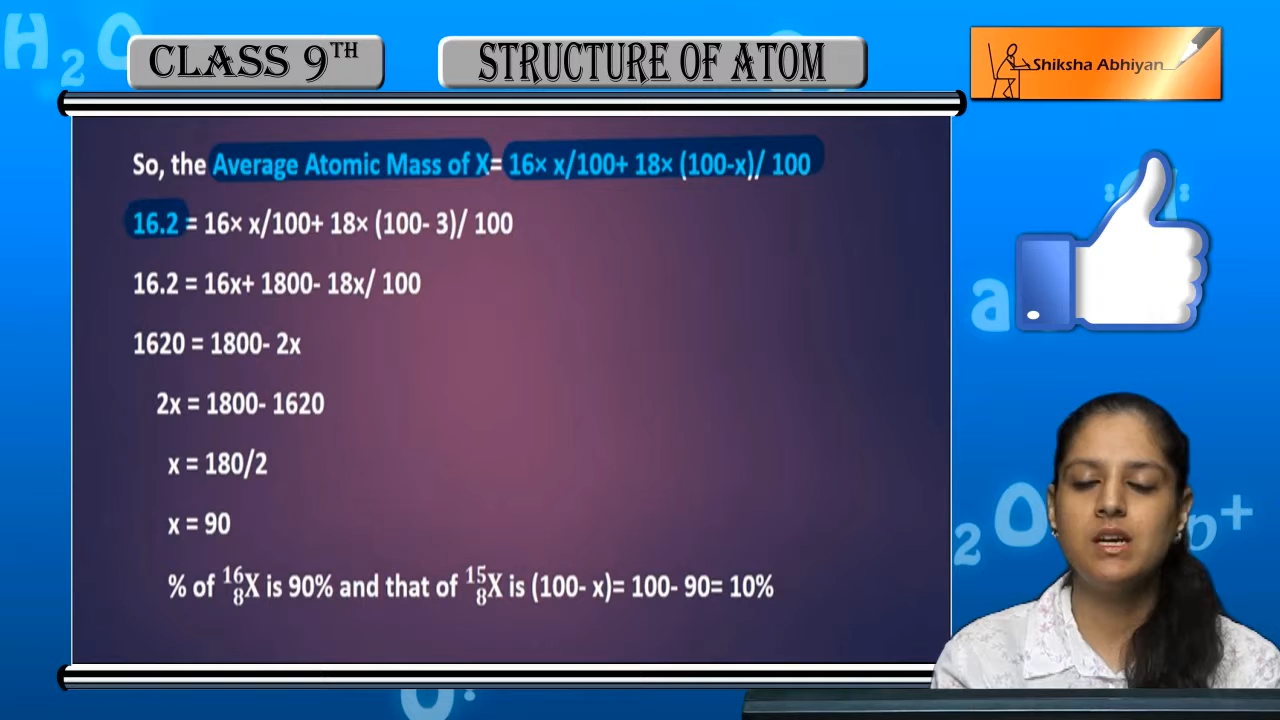 H₂O
CLASS 9TH
STRUCTURE OF ATOM
Shiksha Abhiyan
So, the Average Atomic Mass of X= 16× x/100+ 18× (100-x)/ 100
16.2 = 16× x/100+ 18× (100- 3)/ 100
16.2 = 16x+ 1800- 18x/ 100
1620 = 1800- 2x
2x = 1800- 1620
x = 180/2
x = 90
% of ¹⁶₈X is 90% and that of ¹⁵₈X is (100- x)= 100- 90= 10%
a
₂O
p+